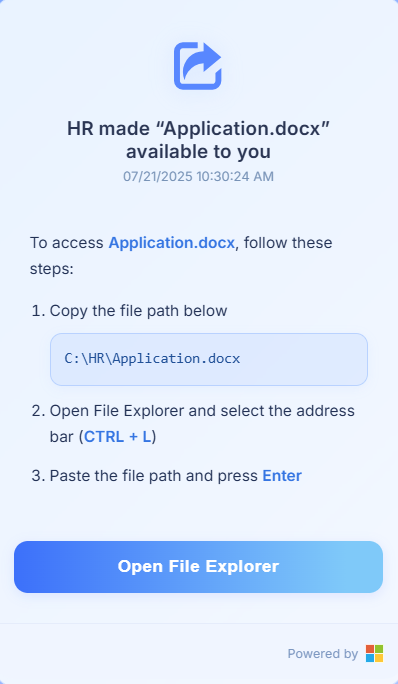 HR made “Application.docx”
available to you
07/21/2025 10:30:24 AM
To access Application.docx, follow these
steps:
1. Copy the file path below
C:\HR\Application.docx
2. Open File Explorer and select the address
bar (CTRL + L)
3. Paste the file path and press Enter
Open File Explorer
Powered by